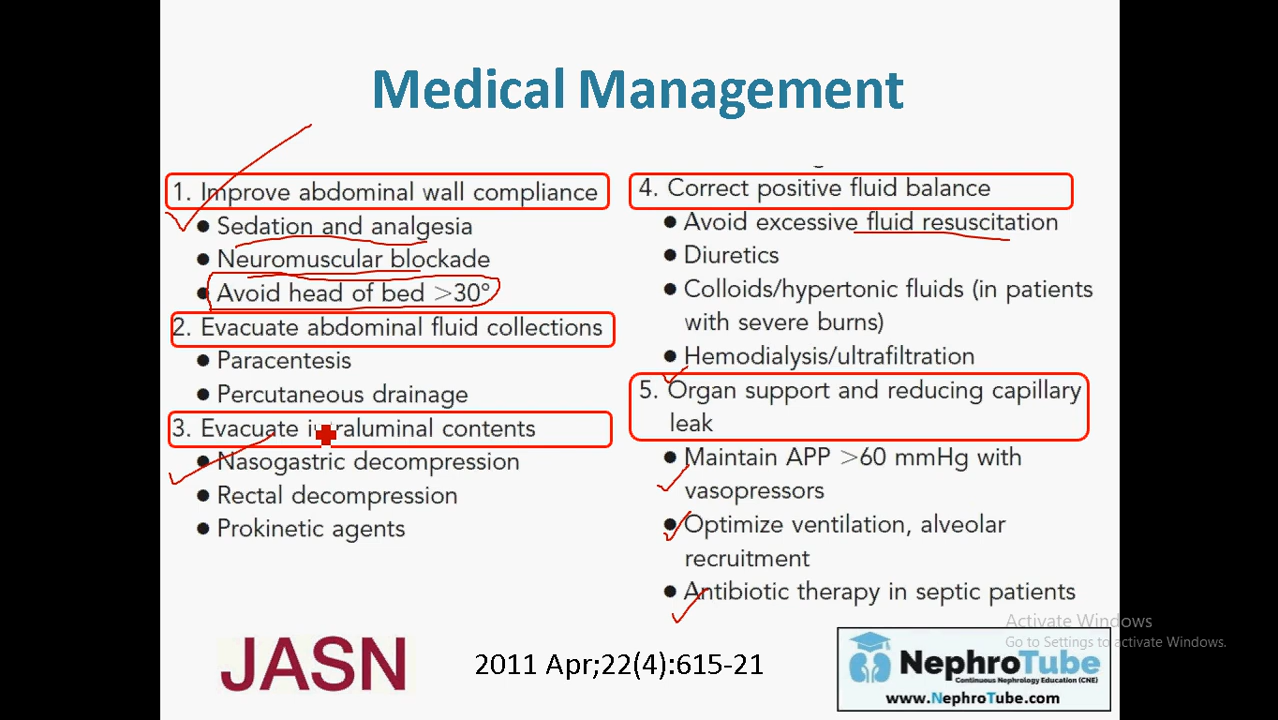 Medical Management
1. Improve abdominal wall compliance
● Sedation and analgesia
● Neuromuscular blockade
● Avoid head of bed >30°
2. Evacuate abdominal fluid collections
● Paracentesis
● Percutaneous drainage
3. Evacuate intraluminal contents
● Nasogastric decompression
● Rectal decompression
● Prokinetic agents
4. Correct positive fluid balance
● Avoid excessive fluid resuscitation
● Diuretics
● Colloids/hypertonic fluids (in patients
with severe burns)
● Hemodialysis/ultrafiltration
5. Organ support and reducing capillary
leak
● Maintain APP >60 mmHg with
vasopressors
● Optimize ventilation, alveolar
recruitment
● Antibiotic therapy in septic patients
Activate Windows
Go to Settings to activate Windows.
JASN
2011 Apr;22(4):615-21
NephroTube
Continuous Nephrology Education (CNE)
www.NephroTube.com